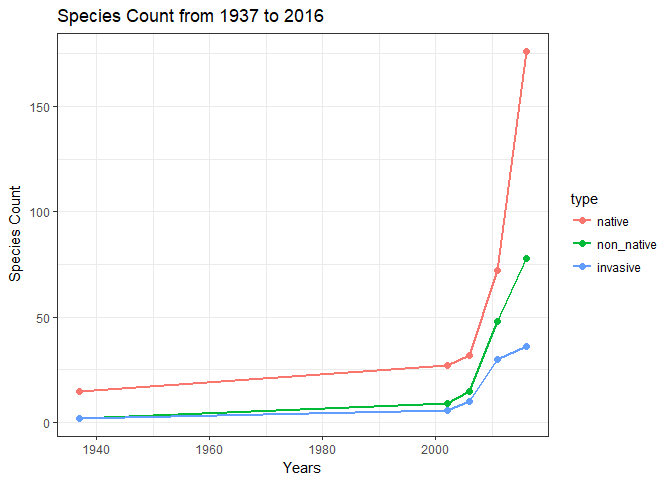 Species Count from 1937 to 2016
Species Count
150
100
50
0
1940 1960 1980 2000
Years
type
native
non_native
invasive